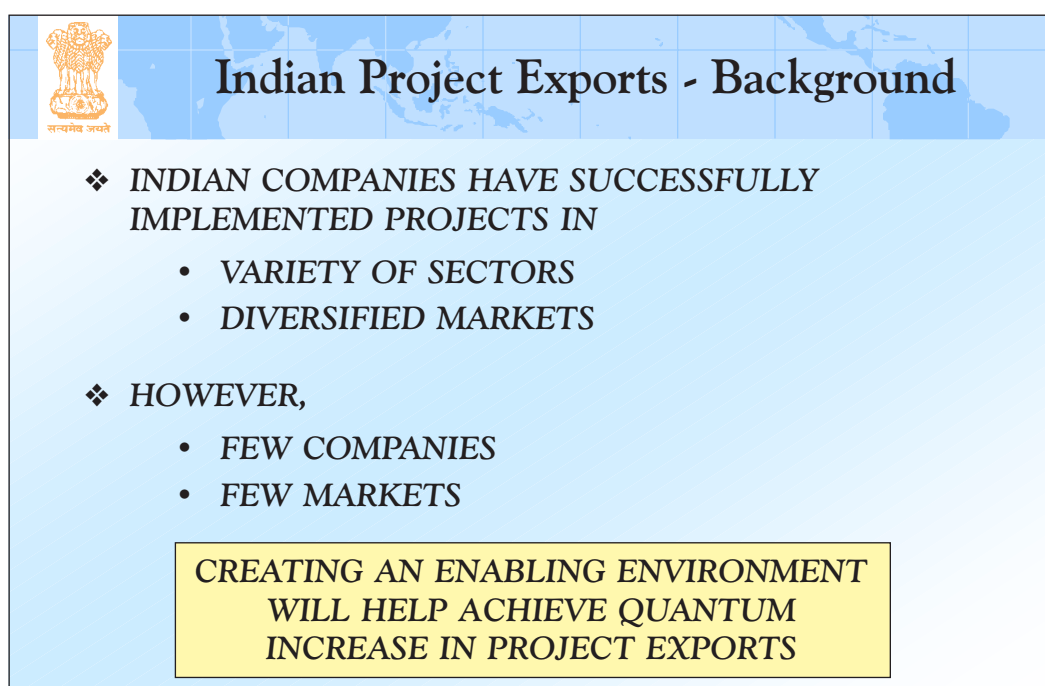 सत्यमेव जयते
Indian Project Exports - Background
❖ INDIAN COMPANIES HAVE SUCCESSFULLY
IMPLEMENTED PROJECTS IN
• VARIETY OF SECTORS
• DIVERSIFIED MARKETS
❖ HOWEVER,
• FEW COMPANIES
• FEW MARKETS
CREATING AN ENABLING ENVIRONMENT
WILL HELP ACHIEVE QUANTUM
INCREASE IN PROJECT EXPORTS